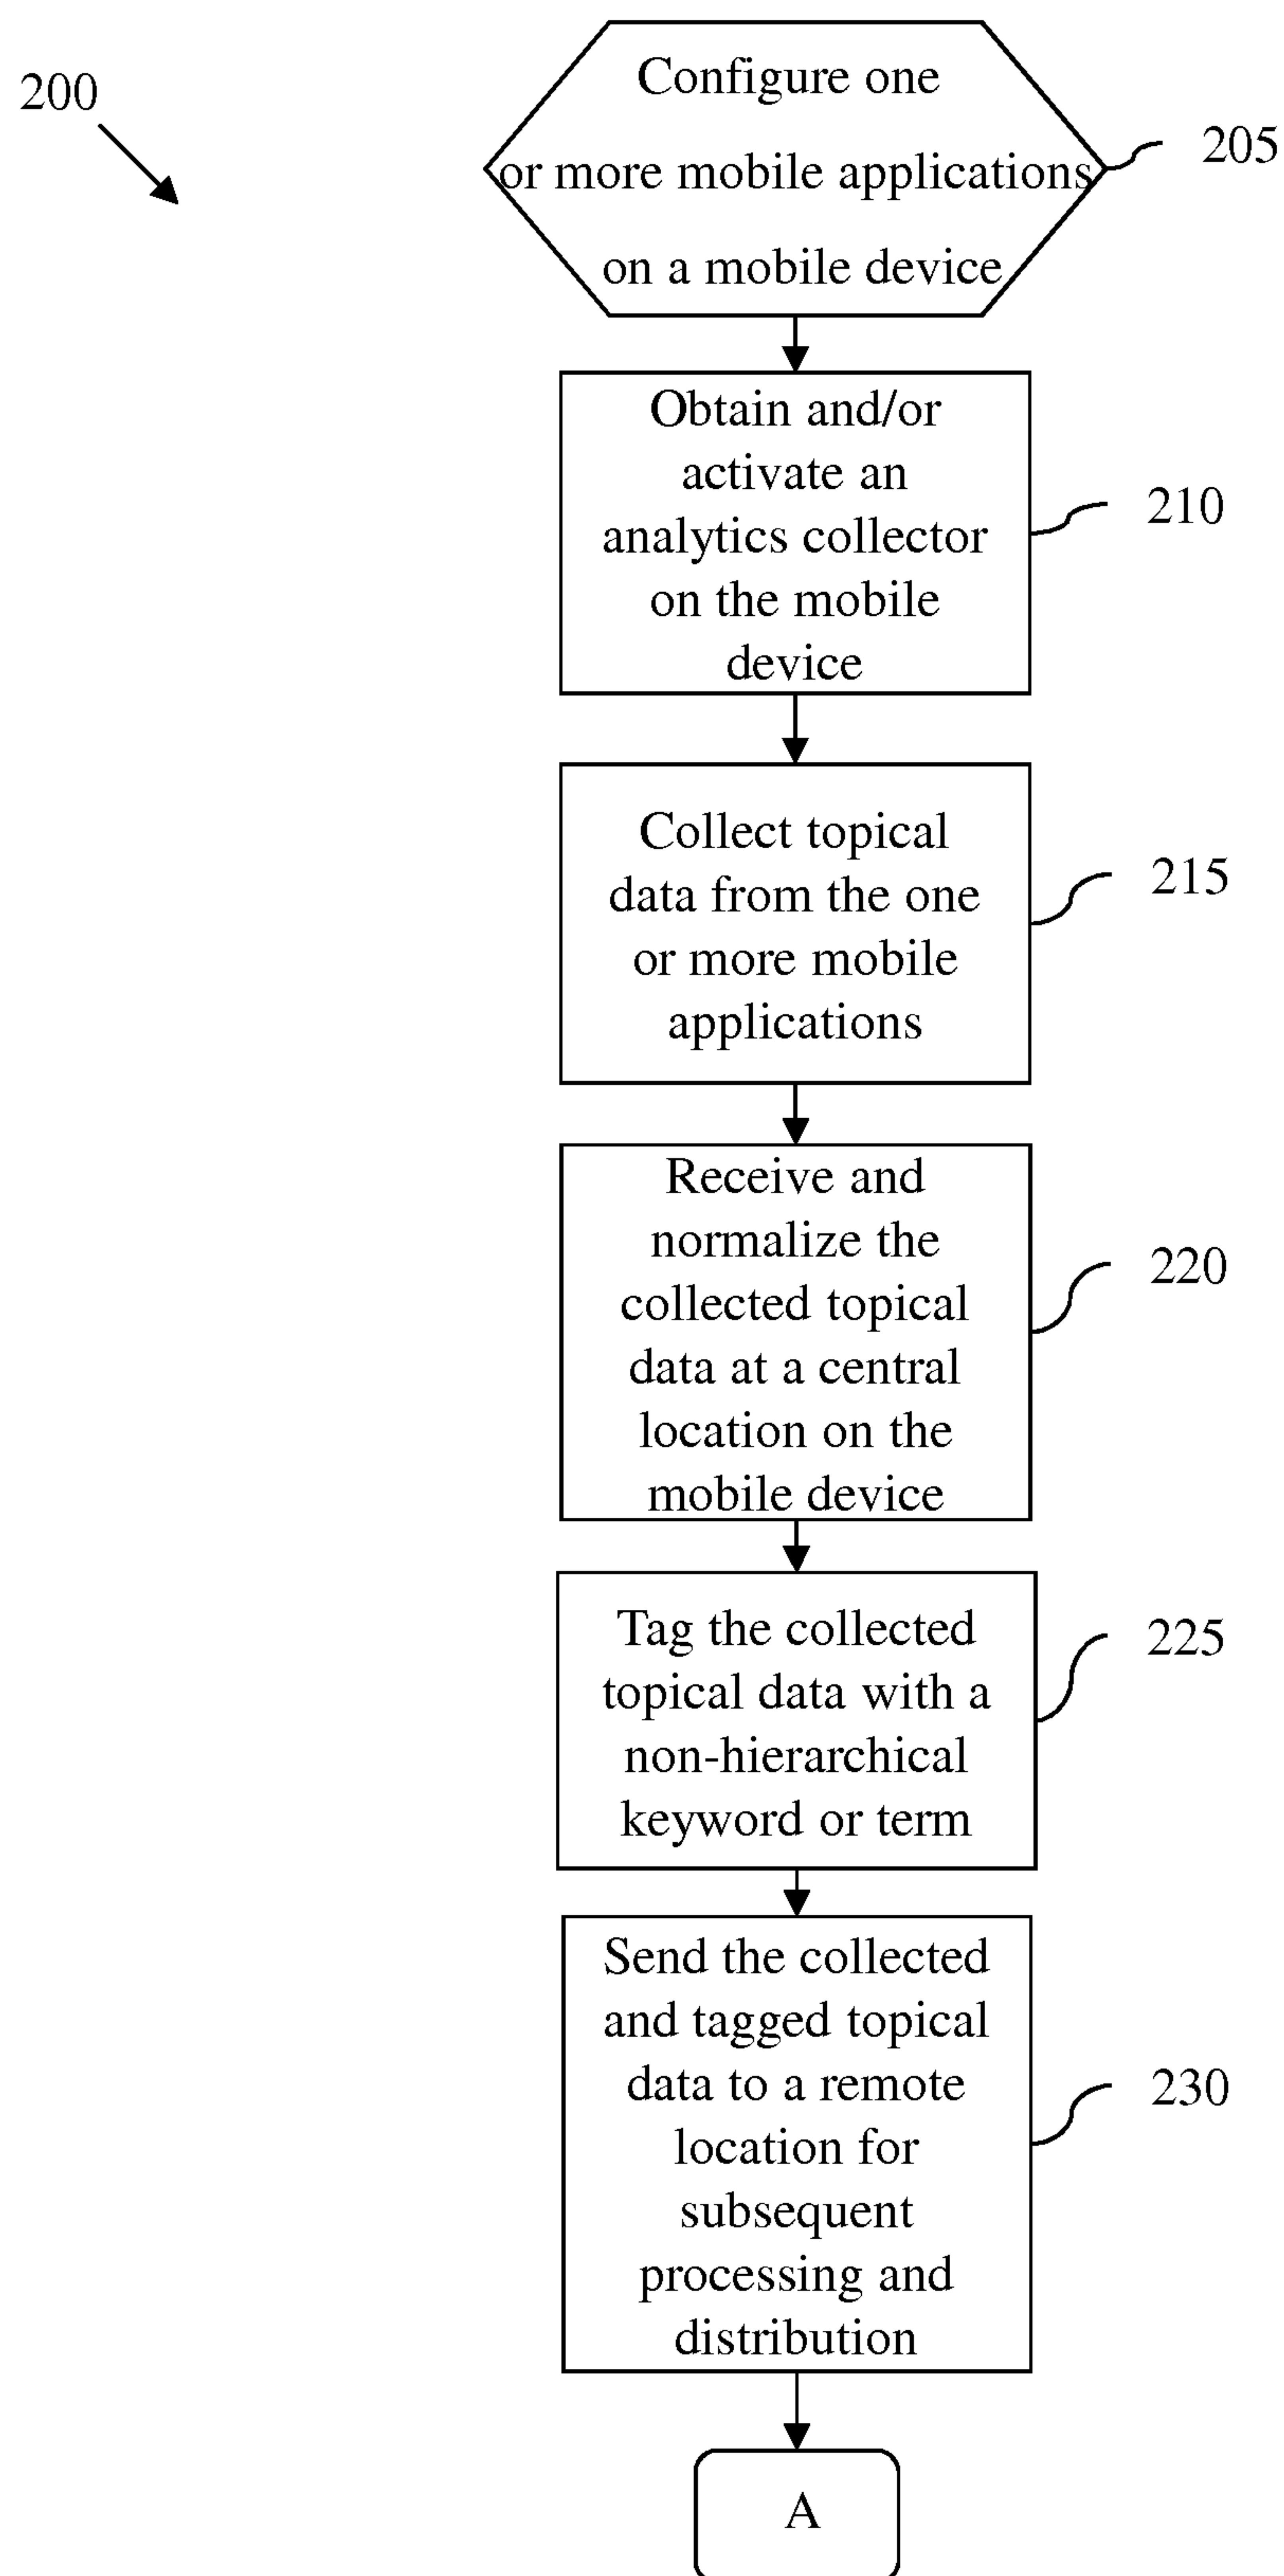 200
Configure one
or more mobile applications
on a mobile device
205
Obtain and/or
activate an
analytics collector
on the mobile
device
210
Collect topical
data from the one
or more mobile
applications
215
Receive and
normalize the
collected topical
data at a central
location on the
mobile device
220
Tag the collected
topical data with a
non-hierarchical
keyword or term
225
Send the collected
and tagged topical
data to a remote
location for
subsequent
processing and
distribution
230
A